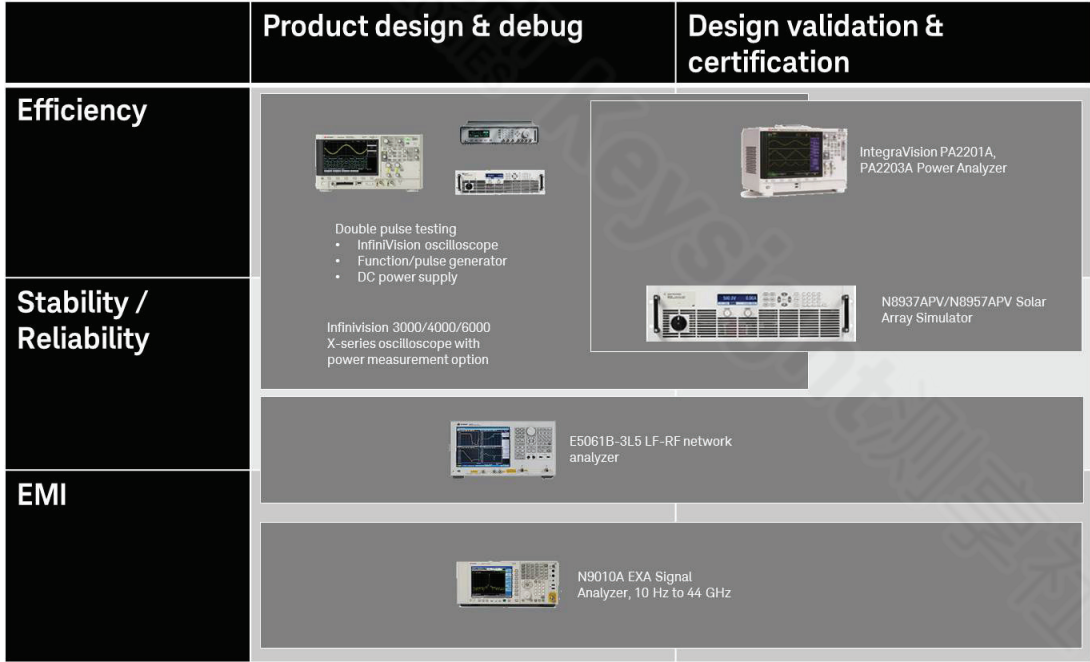 Product design & debug
Design validation &
certification
Efficiency
IntegraVision PA2201A,
PA2203A Power Analyzer
Double pulse testing
• InfiniVision oscilloscope
• Function/pulse generator
• DC power supply
Stability /
Reliability
N8937APV/N8957APV Solar
Array Simulator
Infinivision 3000/4000/6000
X-series oscilloscope with
power measurement option
E5061B-3L5 LF-RF network
analyzer
EMI
N9010A EXA Signal
Analyzer, 10 Hz to 44 GHz
Keysight